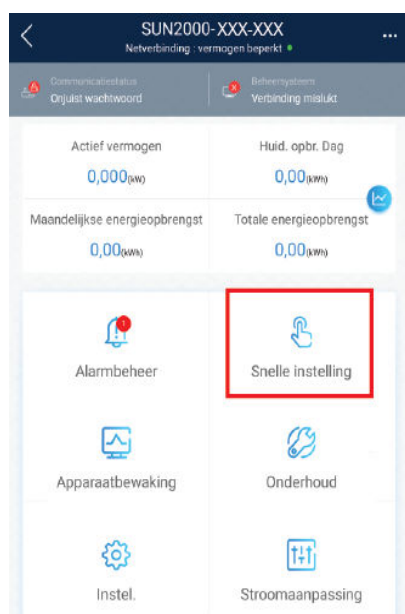 SUN2000-XXX-XXX
Netverbinding : vermogen beperkt
Communicatiestatus
Onjuist wachtwoord
Beheersysteem
Verbinding mislukt
Actief vermogen
0,000(kW)
Huid. opbr. Dag
0,00(kWh)
Maandelijkse energieopbrengst
0,00(kWh)
Totale energieopbrengst
0,00(kWh)
1
Alarmbeheer
Snelle instelling
Apparaatbewaking
Onderhoud
Instel.
Stroomaanpassing